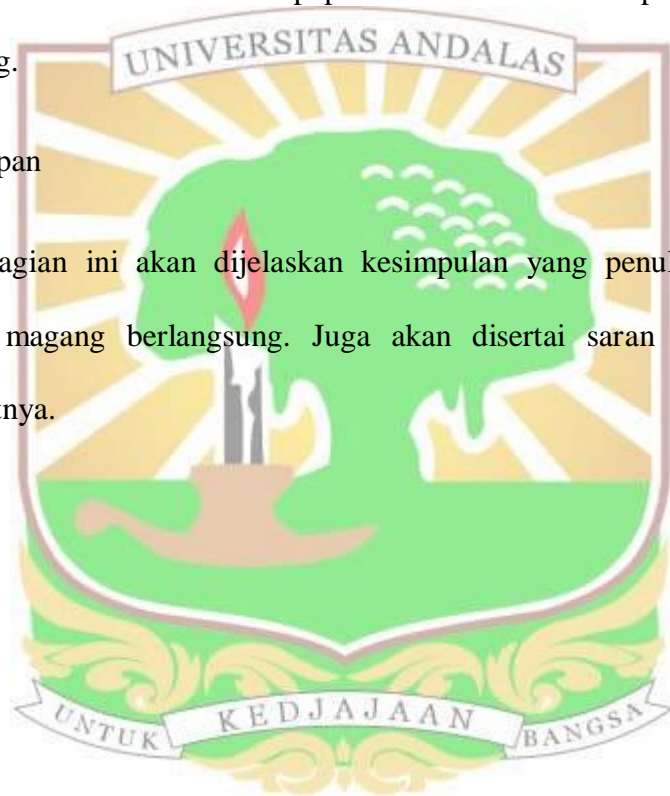 UNIVERSITAS ANDALAS
g.
pan
agian ini akan dijelaskan kesimpulan yang penul
magang berlangsung. Juga akan disertai saran
tnya.
UNTUK KEDJAJAAN BANGSA